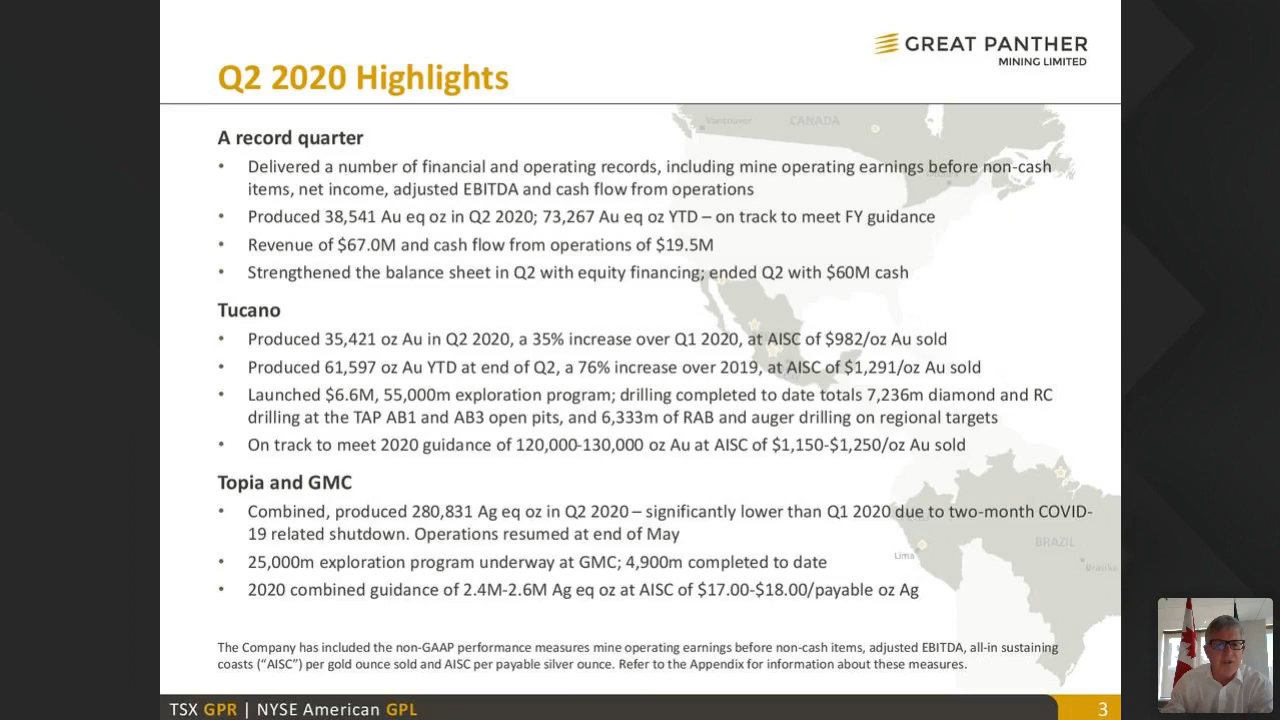 GREAT PANTHER
MINING LIMITED
Q2 2020 Highlights
Vancouver
CANADA
A record quarter
• Delivered a number of financial and operating records, including mine operating earnings before non-cash
items, net income, adjusted EBITDA and cash flow from operations
• Produced 38,541 Au eq oz in Q2 2020; 73,267 Au eq oz YTD – on track to meet FY guidance
• Revenue of $67.0M and cash flow from operations of $19.5M
• Strengthened the balance sheet in Q2 with equity financing; ended Q2 with $60M cash
Tucano
• Produced 35,421 oz Au in Q2 2020, a 35% increase over Q1 2020, at AISC of $982/oz Au sold
• Produced 61,597 oz Au YTD at end of Q2, a 76% increase over 2019, at AISC of $1,291/oz Au sold
• Launched $6.6M, 55,000m exploration program; drilling completed to date totals 7,236m diamond and RC
drilling at the TAP AB1 and AB3 open pits, and 6,333m of RAB and auger drilling on regional targets
• On track to meet 2020 guidance of 120,000-130,000 oz Au at AISC of $1,150-$1,250/oz Au sold
Topia and GMC
• Combined, produced 280,831 Ag eq oz in Q2 2020 – significantly lower than Q1 2020 due to two-month COVID-
19 related shutdown. Operations resumed at end of May
BRAZIL
Lima
Brasilia
• 25,000m exploration program underway at GMC; 4,900m completed to date
• 2020 combined guidance of 2.4M-2.6M Ag eq oz at AISC of $17.00-$18.00/payable oz Ag
The Company has included the non-GAAP performance measures mine operating earnings before non-cash items, adjusted EBITDA, all-in sustaining
coasts (“AISC”) per gold ounce sold and AISC per payable silver ounce. Refer to the Appendix for information about these measures.
TSX GPR | NYSE American GPL
3